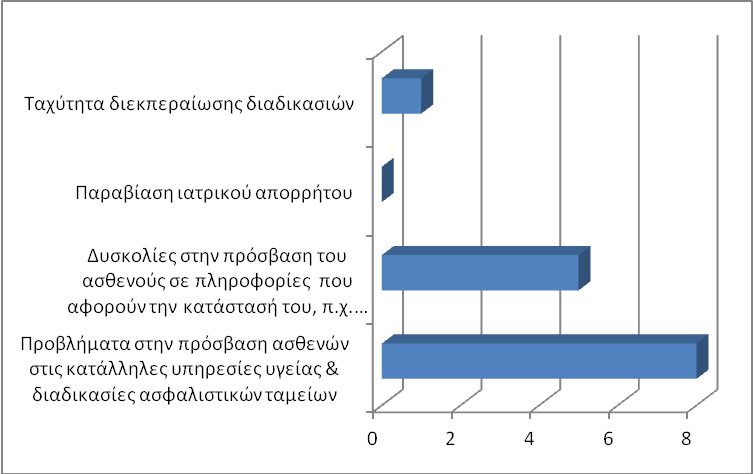 Ταχύτητα διεκπεραίωσης διαδικασιών
Παραβίαση ιατρικού απορρήτου
Δυσκολίες στην πρόσβαση του
ασθενούς σε πληροφορίες που
αφορούν την κατάστασή του, π.χ....
Προβλήματα στην πρόσβαση ασθενών
στις κατάλληλες υπηρεσίες υγείας &
διαδικασίες ασφαλιστικών ταμείων
0 2 4 6 8